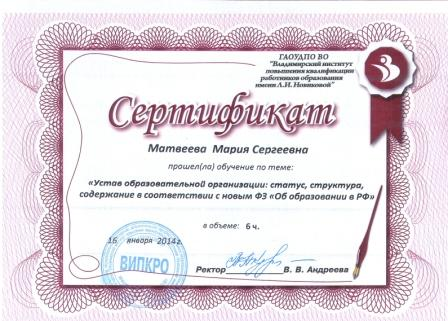 ГАОУДПО ВО
"Владимирский институт
повышения квалификации
работников образования
имени Л.И. Новиковой"
Сертификат
Матвеева Мария Сергеевна
прошел(ла) обучение по теме:
«Устав образовательной организации: статус, структура,
содержание в соответствии с новым ФЗ «Об образовании в РФ»
в объеме: 6 ч.
16 января 2014г.
ВИПКРО
Ректор В. В. Андреева